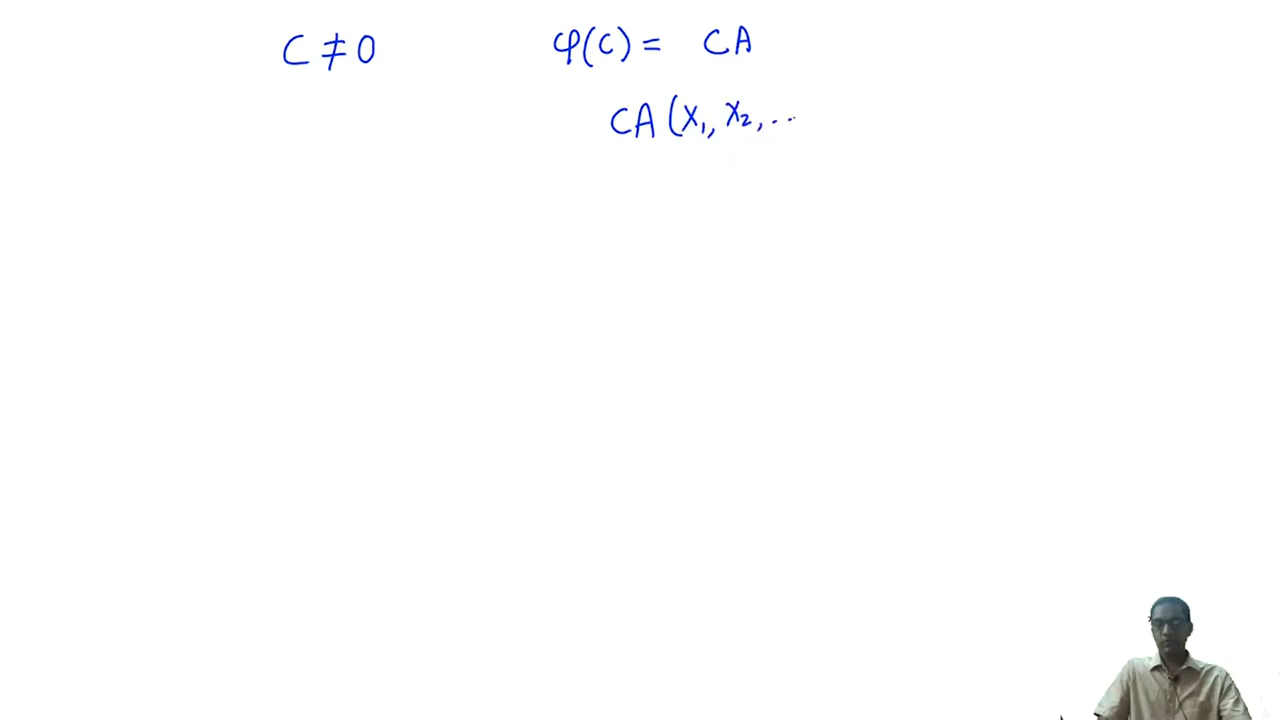 C ≠ 0 φ(C) = CA
CA(X₁, X₂, ...